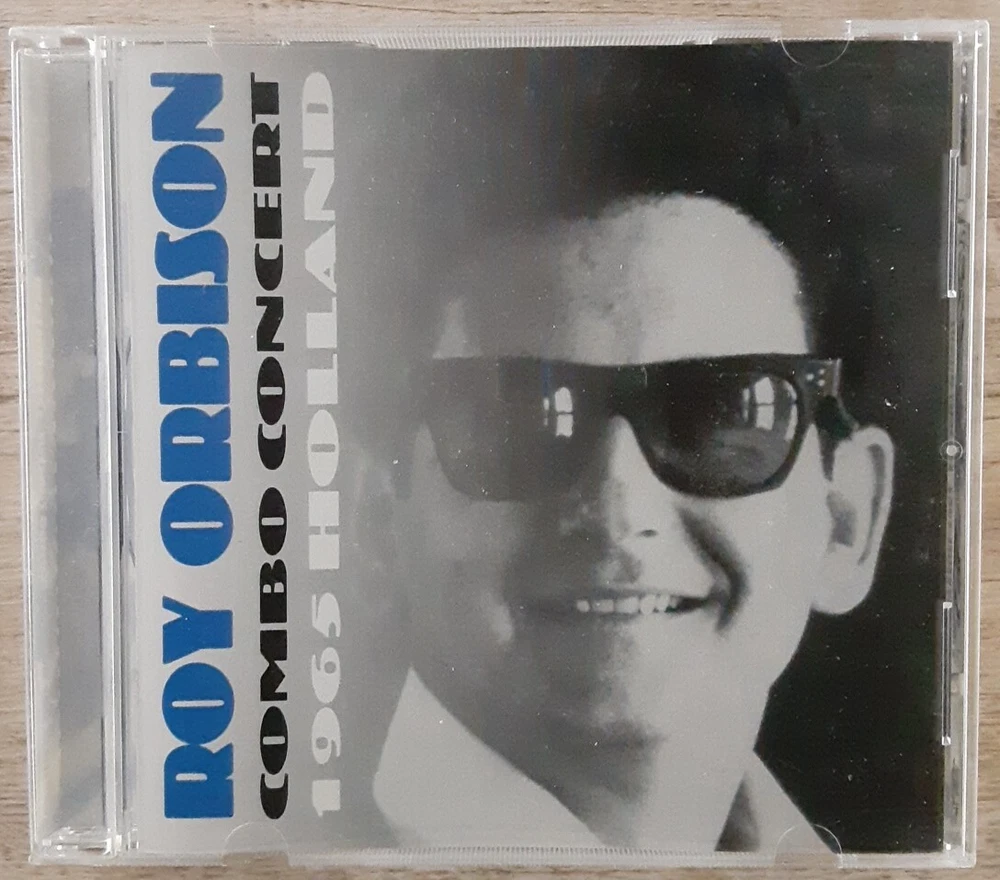 ROY ORBISON
COMBO CONCERT
1965 HOLLAND